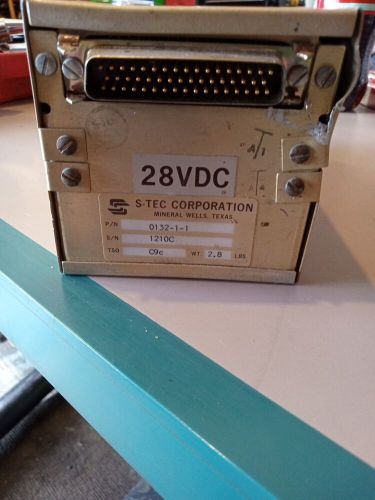 28VDC
S-TEC CORPORATION
MINERAL WELLS, TEXAS
P/N 0132-1-1
S/N 1210C
TSO C9c WT. 2.8 LBS.